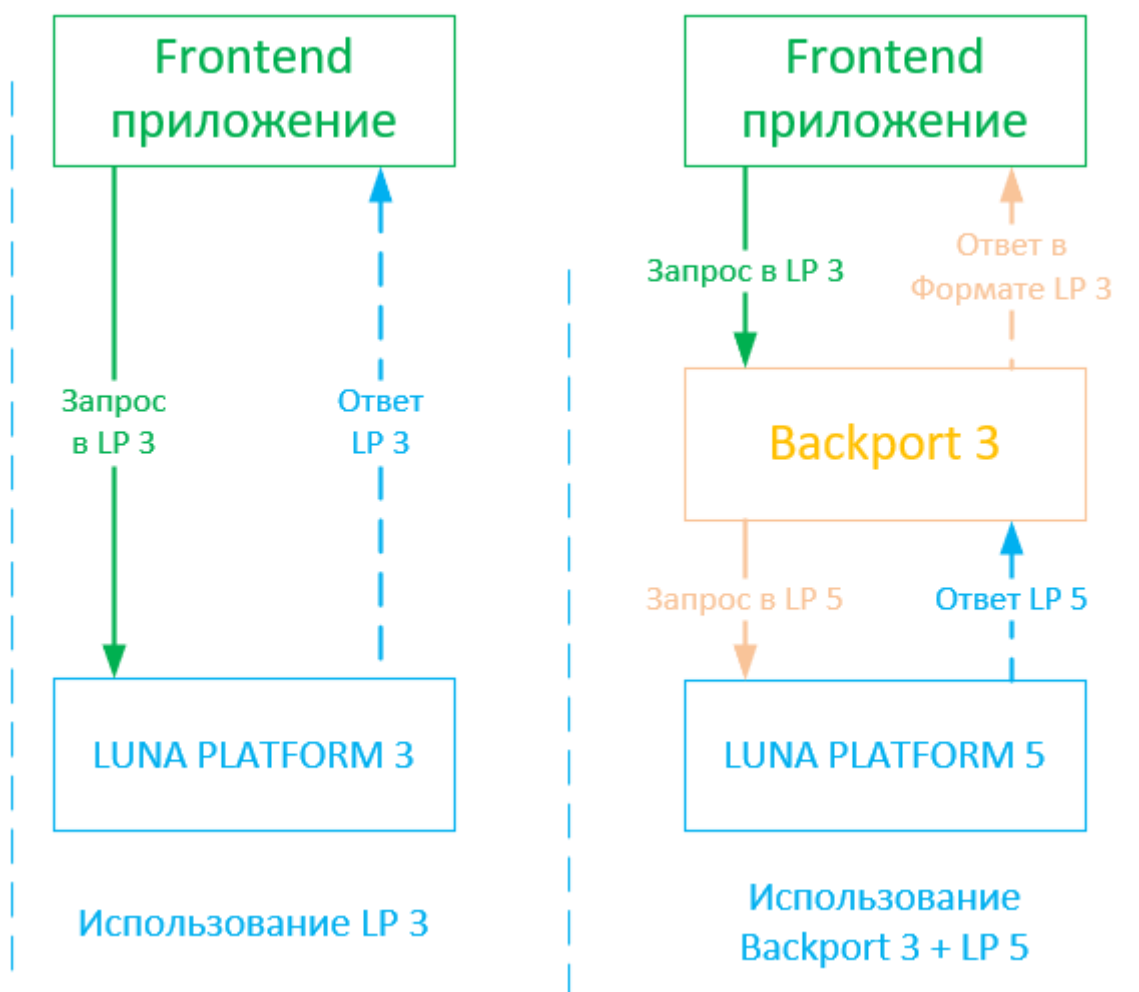 Frontend
приложение
Запрос
в LP 3
Ответ
LP 3
LUNA PLATFORM 3
Использование LP 3
Frontend
приложение
Запрос в LP 3
Ответ в
Формате LP 3
Backport 3
Запрос в LP 5
Ответ LP 5
LUNA PLATFORM 5
Использование
Backport 3 + LP 5